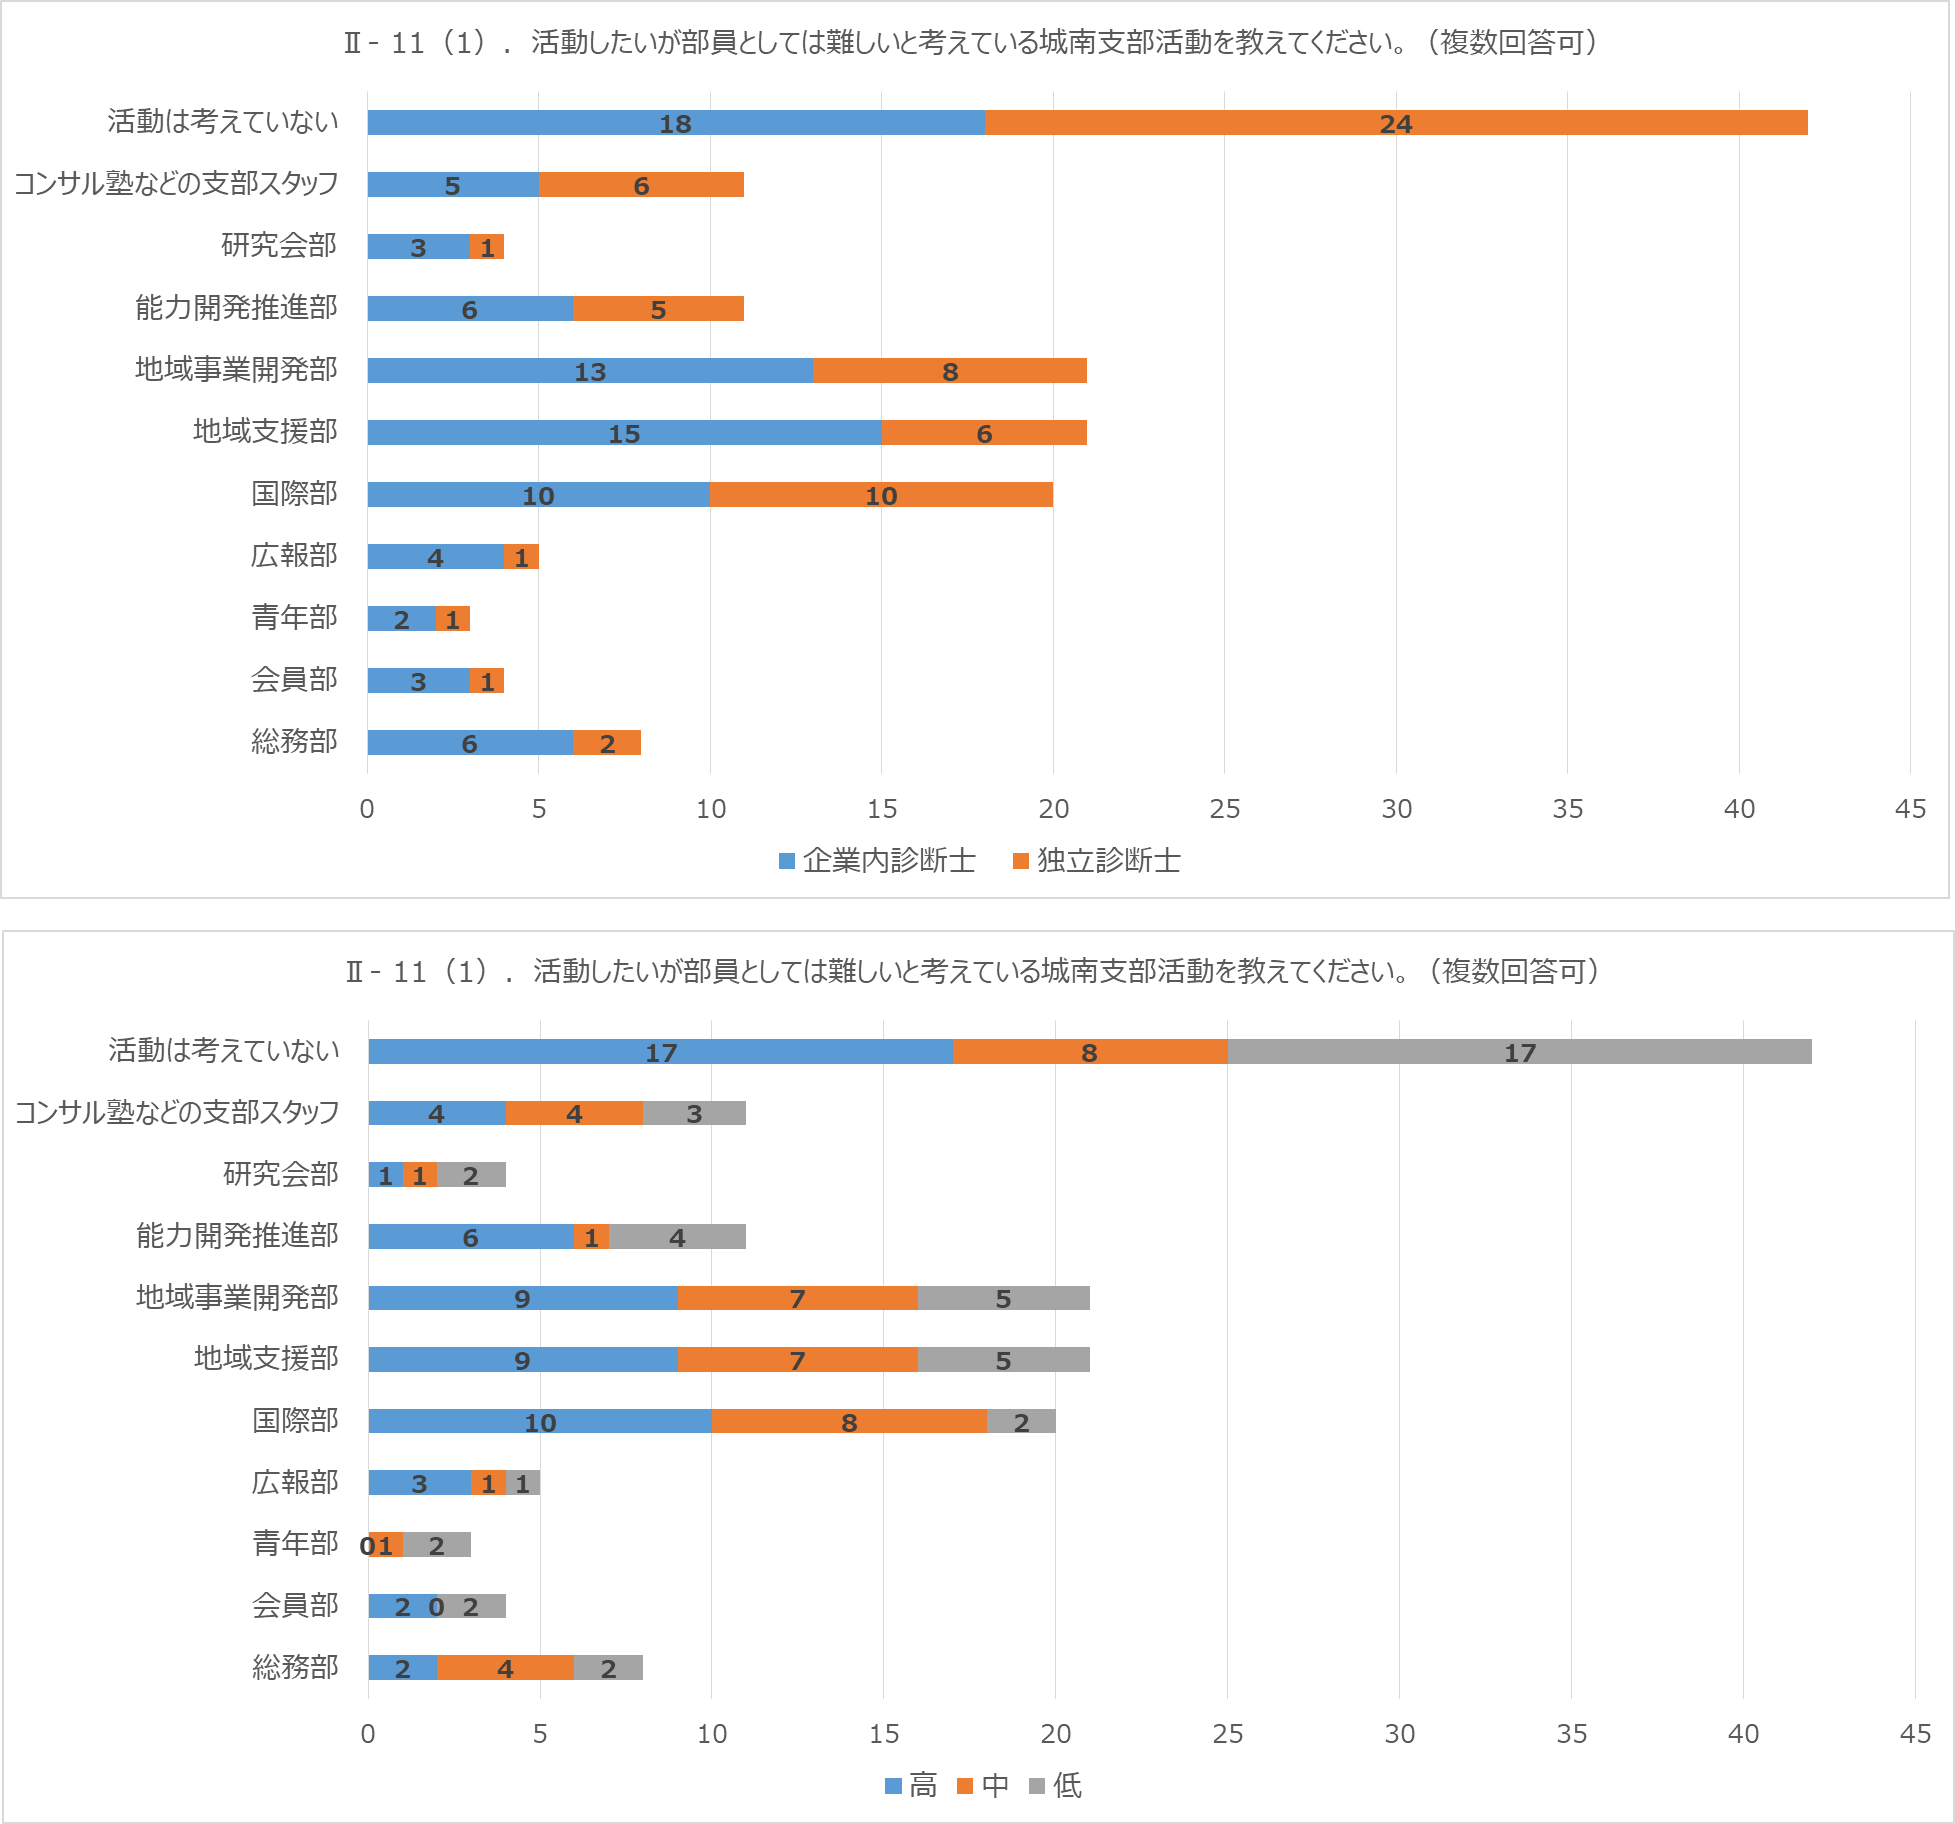 Ⅱ- 11（1）. 活動したいが部員としては難しいと考えている城南支部活動を教えてください。（複数回答可）
活動は考えていない 18 24
コンサル塾などの支部スタッフ 5 6
研究会部 3 1
能力開発推進部 6 5
地域事業開発部 13 8
地域支援部 15 6
国際部 10 10
広報部 4 1
青年部 2 1
会員部 3 1
総務部 6 2
0 5 10 15 20 25 30 35 40 45
企業内診断士 独立診断士
Ⅱ- 11（1）. 活動したいが部員としては難しいと考えている城南支部活動を教えてください。（複数回答可）
活動は考えていない 17 8 17
コンサル塾などの支部スタッフ 4 4 3
研究会部 1 1 2
能力開発推進部 6 1 4
地域事業開発部 9 7 5
地域支援部 9 7 5
国際部 10 8 2
広報部 3 1 1
青年部 0 1 2
会員部 2 0 2
総務部 2 4 2
0 5 10 15 20 25 30 35 40 45
高 中 低